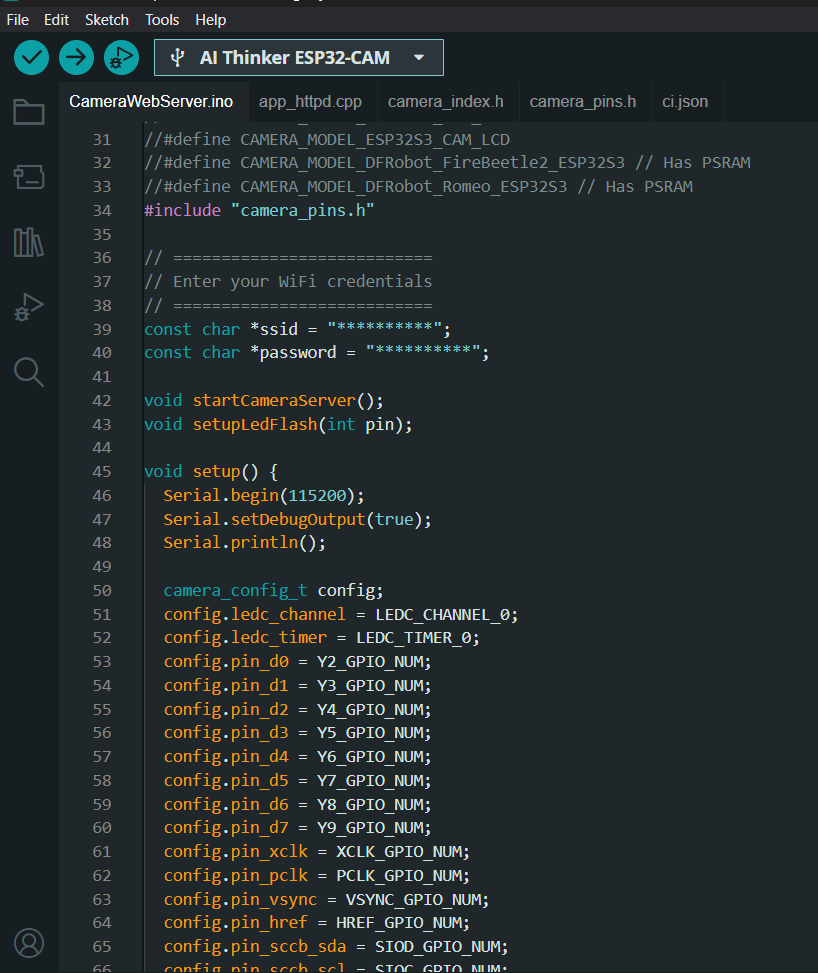 File Edit Sketch Tools Help
AI Thinker ESP32-CAM
CameraWebServer.ino app_httpd.cpp camera_index.h camera_pins.h ci.json
31 //#define CAMERA_MODEL_ESP32S3_CAM_LCD
32 //#define CAMERA_MODEL_DFRobot_FireBeetle2_ESP32S3 // Has PSRAM
33 //#define CAMERA_MODEL_DFRobot_Romeo_ESP32S3 // Has PSRAM
34 #include "camera_pins.h"
35
36 // ===========================
37 // Enter your WiFi credentials
38 // ===========================
39 const char *ssid = "**********";
40 const char *password = "**********";
41
42 void startCameraServer();
43 void setupLedFlash(int pin);
44
45 void setup() {
46   Serial.begin(115200);
47   Serial.setDebugOutput(true);
48   Serial.println();
49
50   camera_config_t config;
51   config.ledc_channel = LEDC_CHANNEL_0;
52   config.ledc_timer = LEDC_TIMER_0;
53   config.pin_d0 = Y2_GPIO_NUM;
54   config.pin_d1 = Y3_GPIO_NUM;
55   config.pin_d2 = Y4_GPIO_NUM;
56   config.pin_d3 = Y5_GPIO_NUM;
57   config.pin_d4 = Y6_GPIO_NUM;
58   config.pin_d5 = Y7_GPIO_NUM;
59   config.pin_d6 = Y8_GPIO_NUM;
60   config.pin_d7 = Y9_GPIO_NUM;
61   config.pin_xclk = XCLK_GPIO_NUM;
62   config.pin_pclk = PCLK_GPIO_NUM;
63   config.pin_vsync = VSYNC_GPIO_NUM;
64   config.pin_href = HREF_GPIO_NUM;
65   config.pin_sccb_sda = SIOD_GPIO_NUM;
66   config.pin_sccb_scl = SIOC_GPIO_NUM;